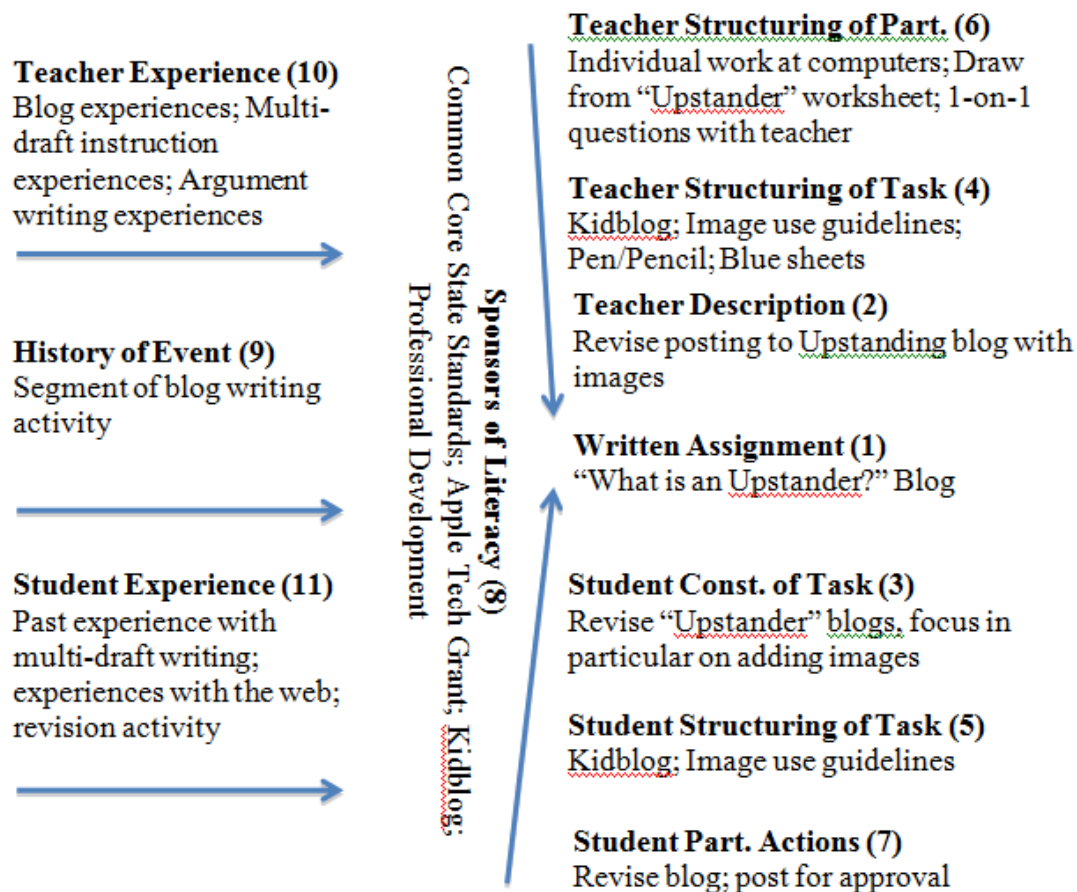 Teacher Experience (10)
Blog experiences; Multi-
draft instruction
experiences; Argument
writing experiences
History of Event (9)
Segment of blog writing
activity
Student Experience (11)
Past experience with
multi-draft writing;
experiences with the web;
revision activity
Sponsors of Literacy (8)
Common Core State Standards; Apple Tech Grant; Kidblog;
Professional Development
Teacher Structuring of Part. (6)
Individual work at computers; Draw
from “Upstander” worksheet; 1-on-1
questions with teacher
Teacher Structuring of Task (4)
Kidblog; Image use guidelines;
Pen/Pencil; Blue sheets
Teacher Description (2)
Revise posting to Upstanding blog with
images
Written Assignment (1)
“What is an Upstander?” Blog
Student Const. of Task (3)
Revise “Upstander” blogs, focus in
particular on adding images
Student Structuring of Task (5)
Kidblog; Image use guidelines
Student Part. Actions (7)
Revise blog; post for approval